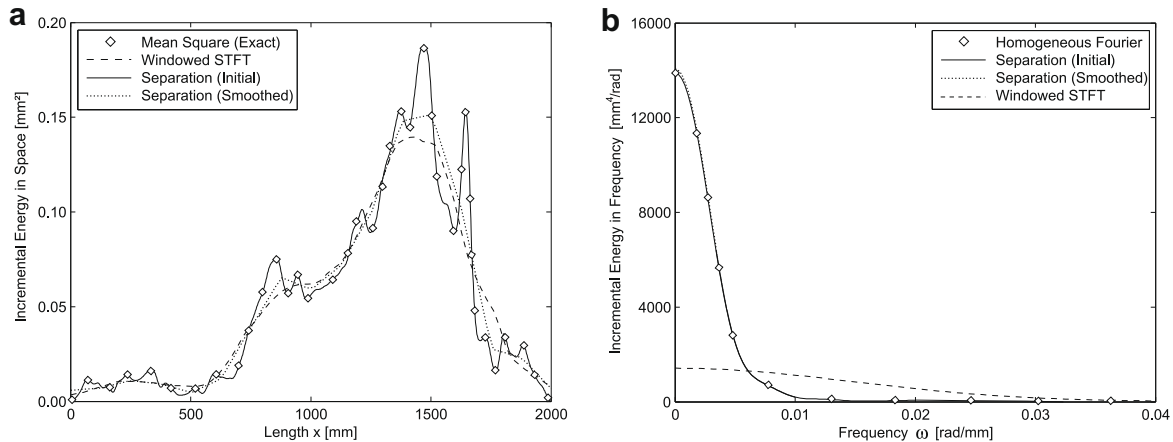 a
0.20
0.15
0.10
0.05
0.00
Incremental Energy in Space [mm²]
Mean Square (Exact)
Windowed STFT
Separation (Initial)
Separation (Smoothed)
0
500
1000
1500
2000
Length x [mm]
b
16000
12000
8000
4000
0
Incremental Energy in Frequency [mm⁴/rad]
Homogeneous Fourier
Separation (Initial)
Separation (Smoothed)
Windowed STFT
0
0.01
0.02
0.03
0.04
Frequency ω [rad/mm]